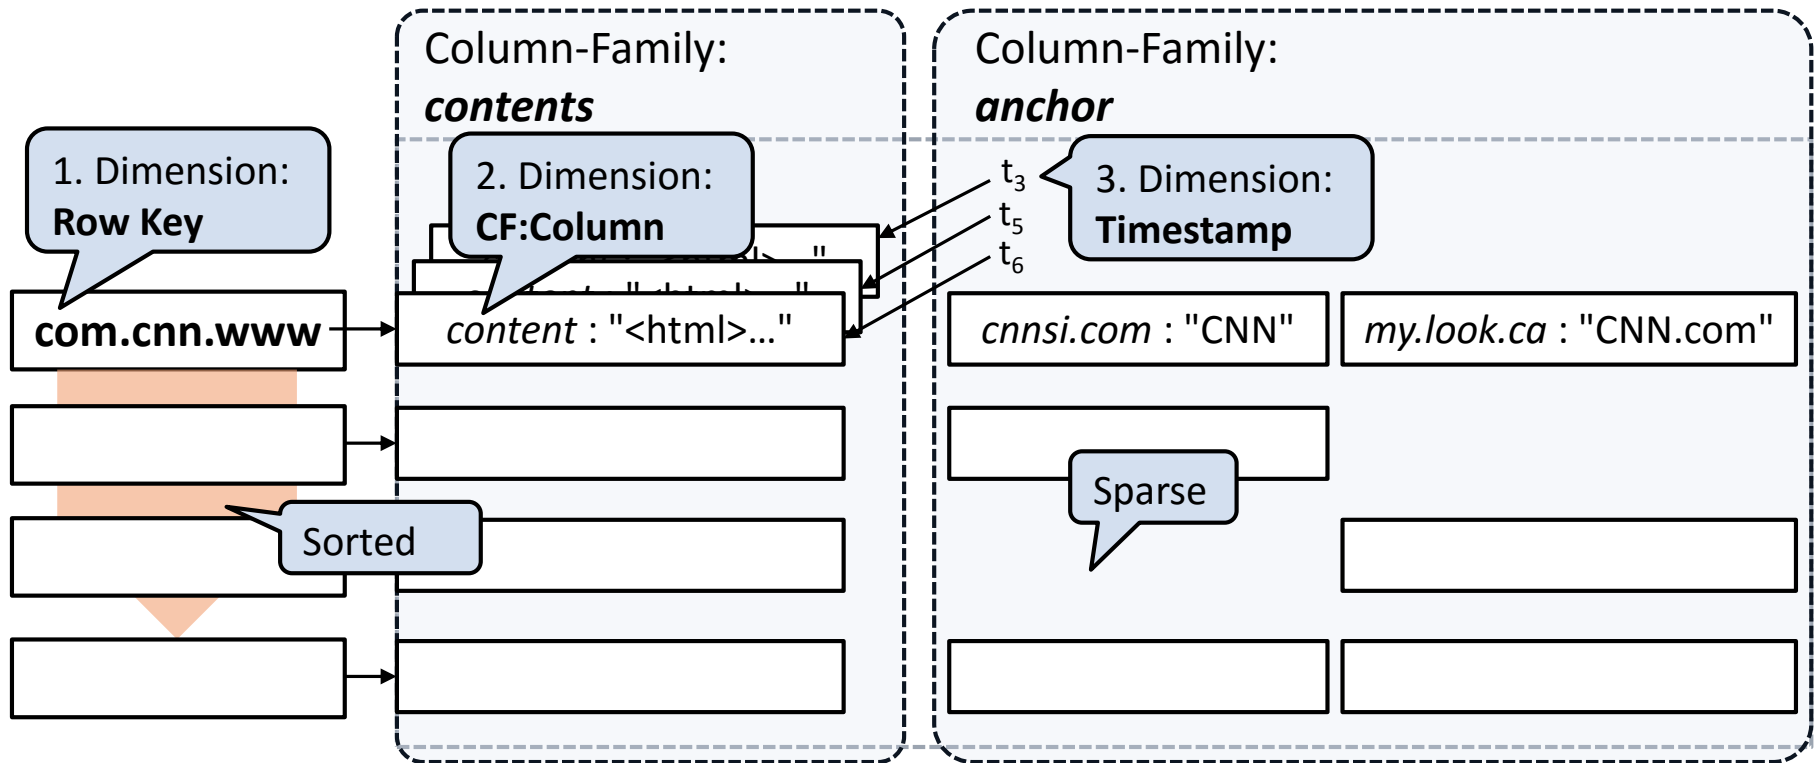 Column-Family:
contents
Column-Family:
anchor
1. Dimension:
Row Key
2. Dimension:
CF:Column
3. Dimension:
Timestamp
t3
t5
t6
com.cnn.www
content : "<html>..."
cnnsi.com : "CNN"
my.look.ca : "CNN.com"
Sparse
Sorted